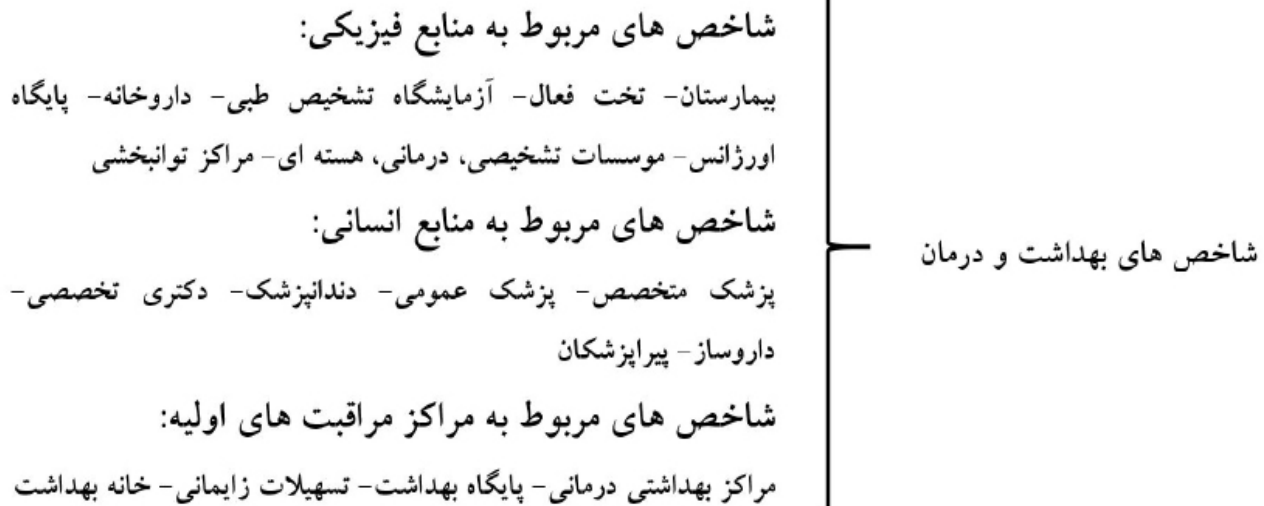 شاخص های بهداشت و درمان
شاخص های مربوط به منابع فیزیکی:
بیمارستان- تخت فعال- آزمایشگاه تشخیص طبی- داروخانه- پایگاه
اورژانس- موسسات تشخیصی، درمانی، هسته ای- مراکز توانبخشی
شاخص های مربوط به منابع انسانی:
پزشک متخصص- پزشک عمومی- دندانپزشک- دکتری تخصصی-
داروساز- پیراپزشکان
شاخص های مربوط به مراکز مراقبت های اولیه:
مراکز بهداشتی درمانی- پایگاه بهداشت- تسهیلات زایمانی- خانه بهداشت